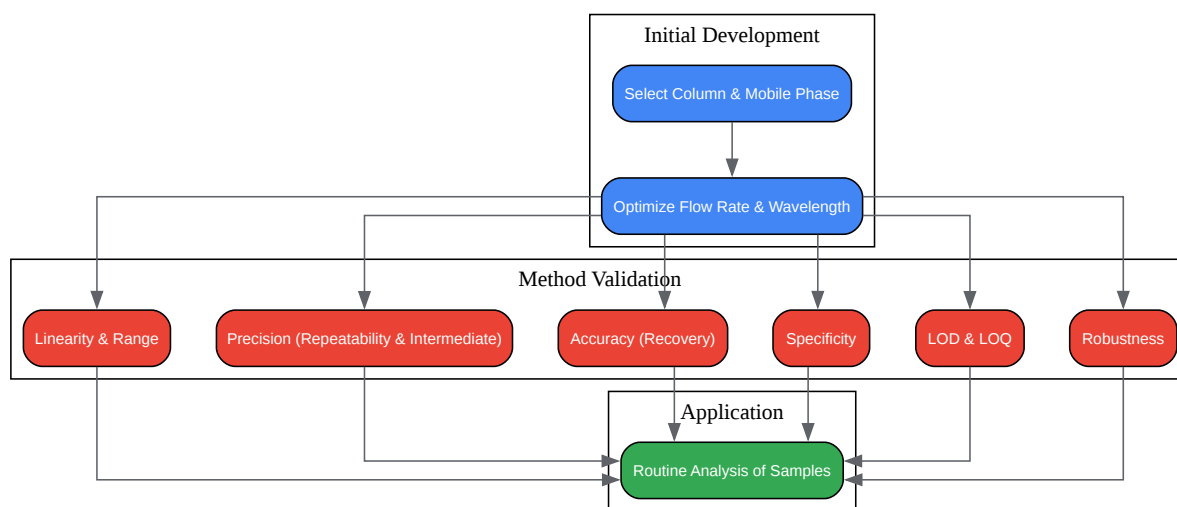 Initial Development
Select Column & Mobile Phase
Optimize Flow Rate & Wavelength
Method Validation
Linearity & Range
Precision (Repeatability & Intermediate)
Accuracy (Recovery)
Specificity
LOD & LOQ
Robustness
Application
Routine Analysis of Samples